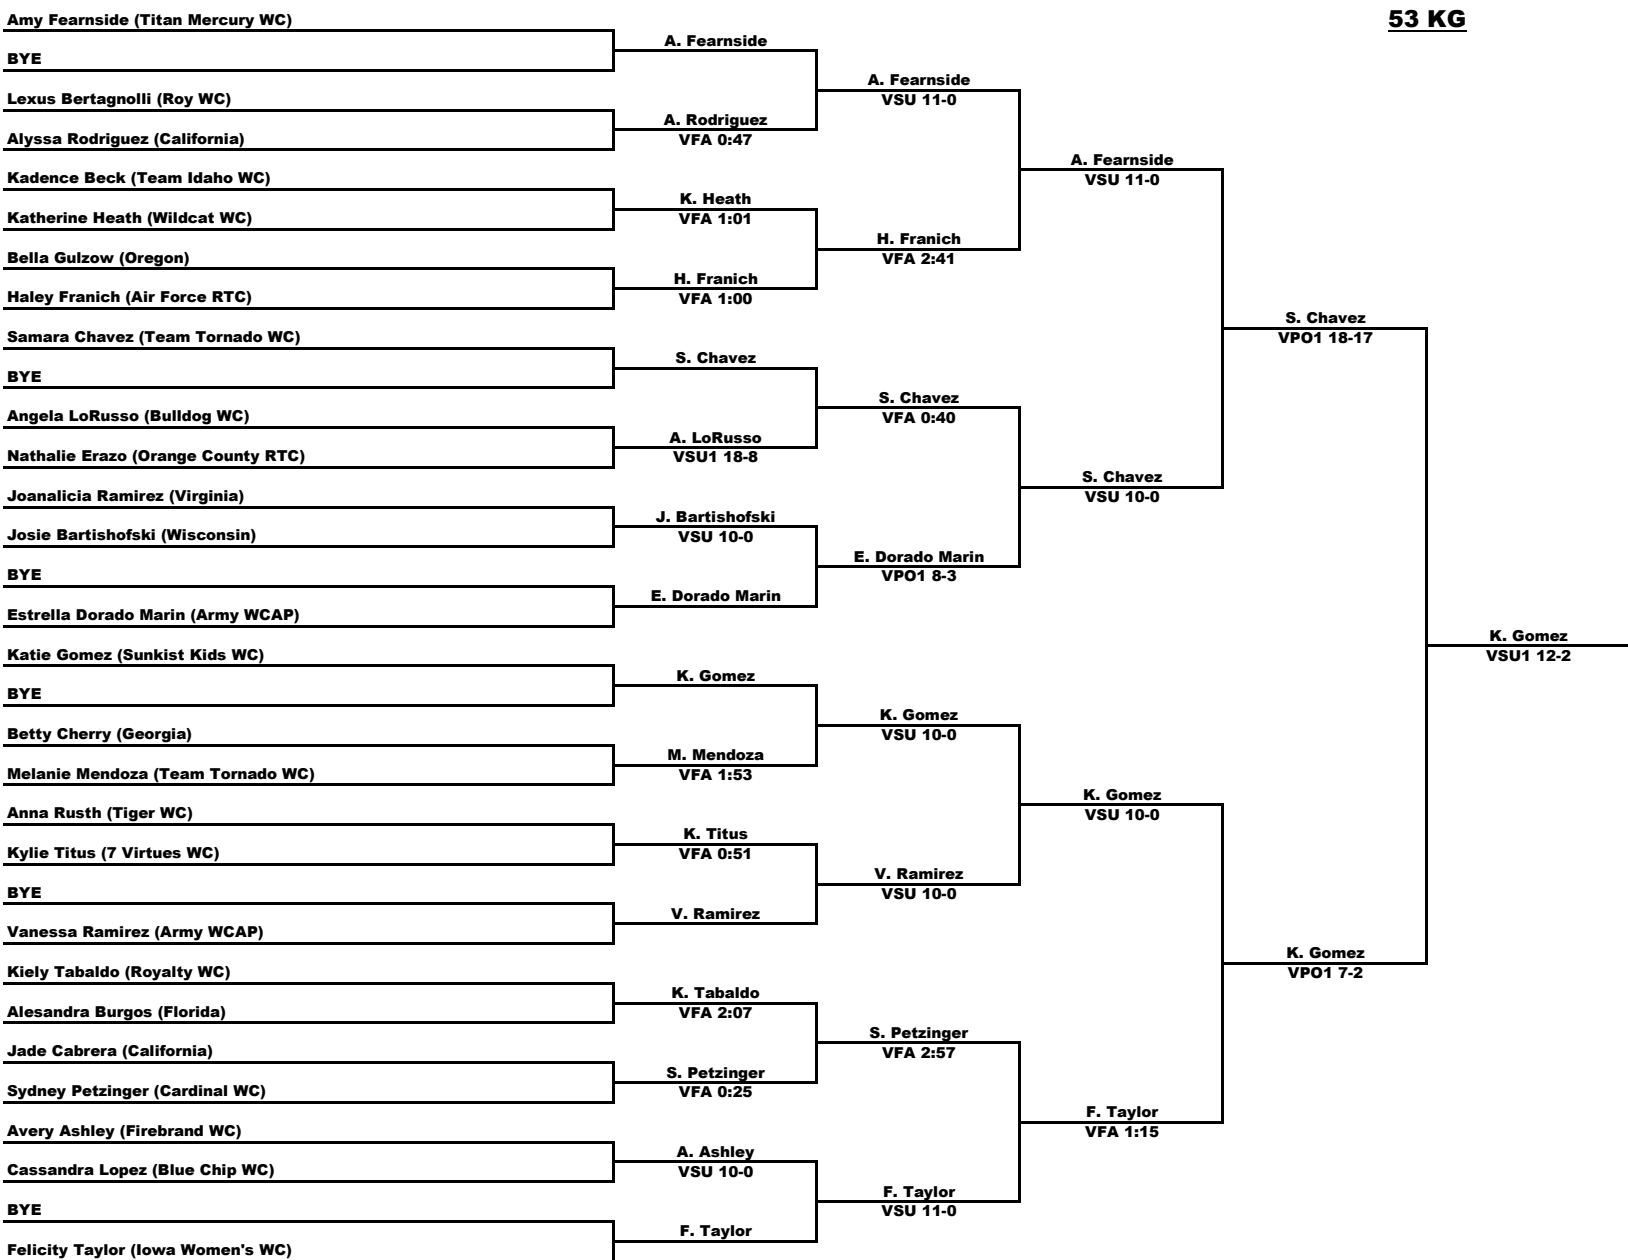 53 KG
Amy Fearnside (Titan Mercury WC)
BYE
Lexus Bertagnolli (Roy WC)
Alyssa Rodriguez (California)
Kadence Beck (Team Idaho WC)
Katherine Heath (Wildcat WC)
Bella Gulzow (Oregon)
Haley Franich (Air Force RTC)
Samara Chavez (Team Tornado WC)
BYE
Angela LoRusso (Bulldog WC)
Nathalie Erazo (Orange County RTC)
Joanalicia Ramirez (Virginia)
Josie Bartishofski (Wisconsin)
BYE
Estrella Dorado Marin (Army WCAP)
Katie Gomez (Sunkist Kids WC)
BYE
Betty Cherry (Georgia)
Melanie Mendoza (Team Tornado WC)
Anna Rusth (Tiger WC)
Kylie Titus (7 Virtues WC)
BYE
Vanessa Ramirez (Army WCAP)
Kiely Tabaldo (Royalty WC)
Alesandra Burgos (Florida)
Jade Cabrera (California)
Sydney Petzinger (Cardinal WC)
Avery Ashley (Firebrand WC)
Cassandra Lopez (Blue Chip WC)
BYE
Felicity Taylor (Iowa Women's WC)
A. Fearnside
A. Rodriguez
VFA 0:47
K. Heath
VFA 1:01
H. Franich
VFA 1:00
S. Chavez
A. LoRusso
VSU1 18-8
J. Bartishofski
VSU 10-0
E. Dorado Marin
K. Gomez
M. Mendoza
VFA 1:53
K. Titus
VFA 0:51
V. Ramirez
K. Tabaldo
VFA 2:07
S. Petzinger
VFA 0:25
A. Ashley
VSU 10-0
F. Taylor
A. Fearnside
VSU 11-0
H. Franich
VFA 2:41
S. Chavez
VFA 0:40
E. Dorado Marin
VPO1 8-3
K. Gomez
VSU 10-0
V. Ramirez
VSU 10-0
S. Petzinger
VFA 2:57
F. Taylor
VSU 11-0
A. Fearnside
VSU 11-0
S. Chavez
VSU 10-0
K. Gomez
VSU 10-0
F. Taylor
VFA 1:15
S. Chavez
VPO1 18-17
K. Gomez
VPO1 7-2
K. Gomez
VSU1 12-2